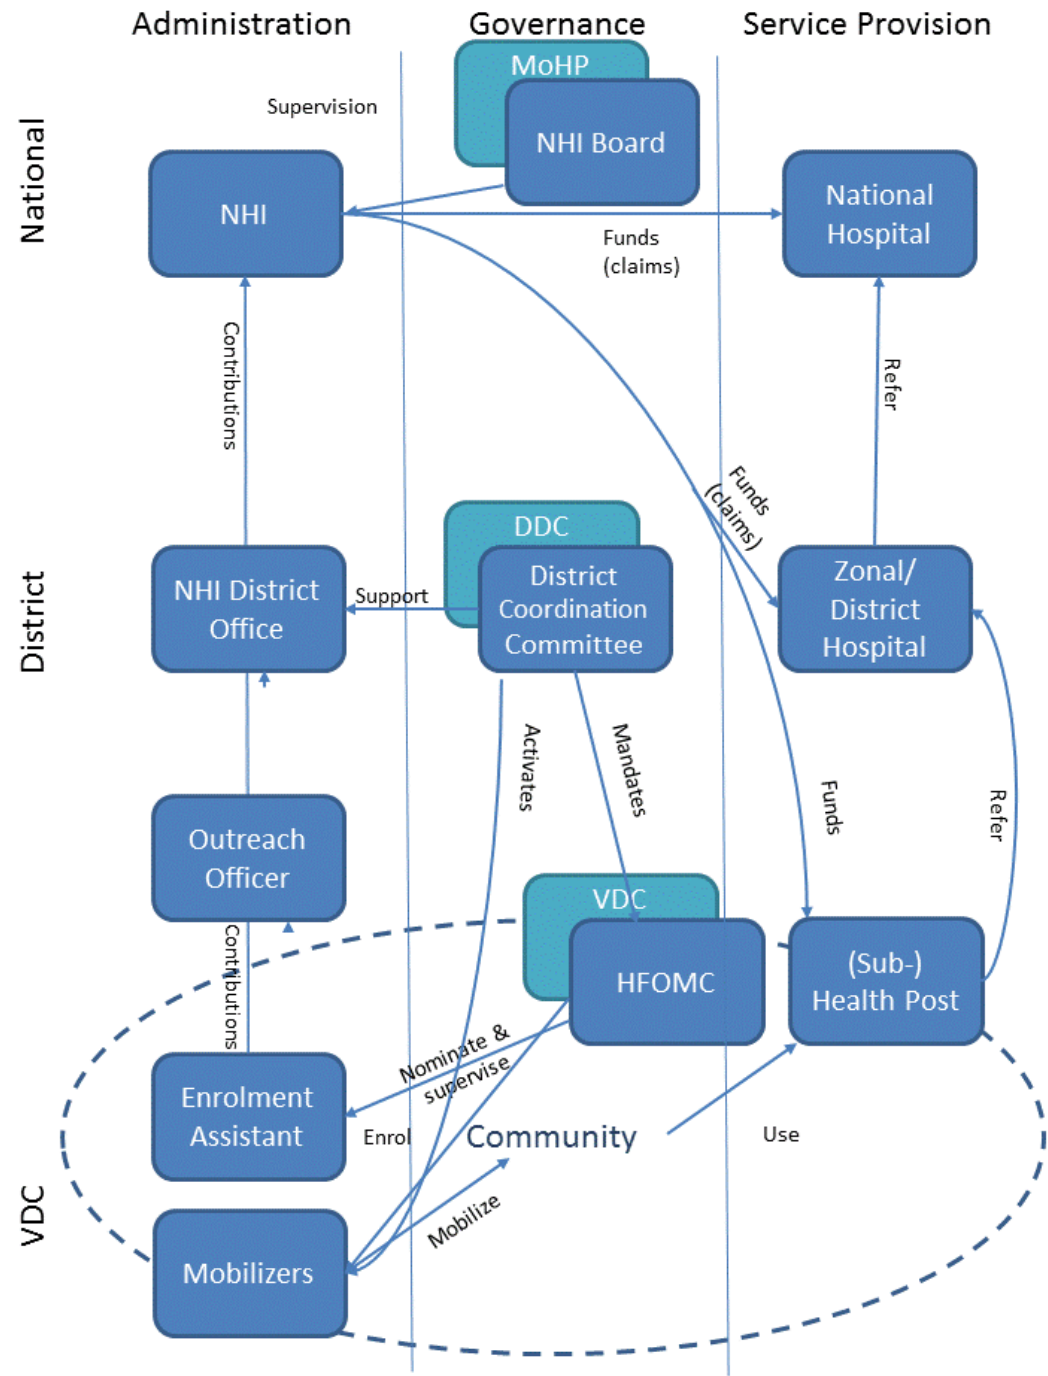 Administration
Governance
Service Provision
National
MoHP
NHI Board
Supervision
NHI
National
Hospital
Funds
(claims)
Contributions
Refer
Funds
(claims)
District
DDC
District
Coordination
Committee
NHI District
Office
Support
Zonal/
District
Hospital
Activates
Mandates
Funds
Refer
Outreach
Officer
Contributions
VDC
HFOMC
(Sub-)
Health Post
Nominate &
supervise
Enrolment
Assistant
Enrol
Community
Use
VDC
Mobilize
Mobilizers